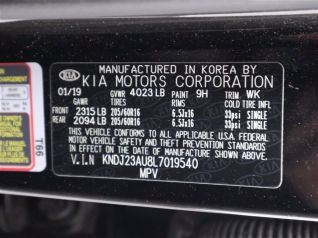 MANUFACTURED IN KOREA BY
KIA KIA MOTORS CORPORATION
01/19 GVWR 4023 LB PAINT 9H TRIM WK
GAWR TIRES RIMS COLD
FRONT 2315 LB 205/60R16 6.5Jx16 33psi SINGLE
REAR 2094 LB 205/60R16 6.5Jx16 33psi SINGLE
THIS VEHICLE CONFORMS TO ALL APPLICABLE U.S. FEDERAL
MOTOR VEHICLE SAFETY AND THEFT PREVENTION STANDARDS
IN EFFECT ON THE DATE OF MANUFACTURE SHOWN ABOVE.
V.I.N KNDJ23AU8L7019540
MPV
T66